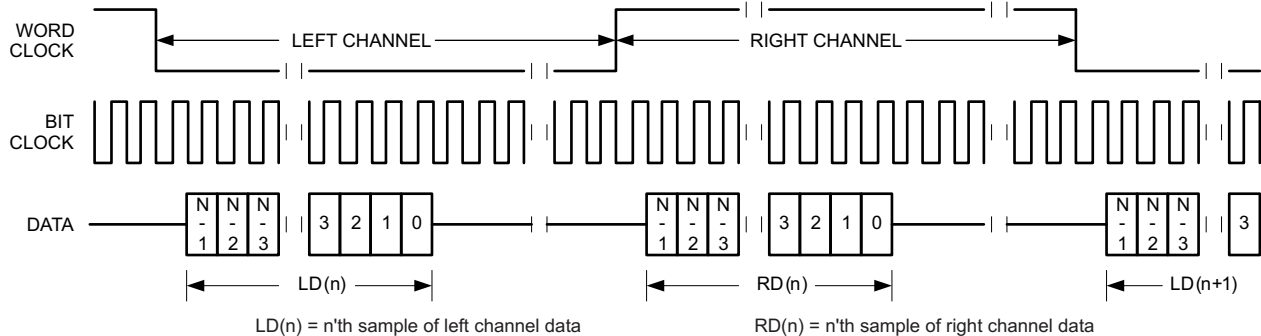 WORD
CLOCK
LEFT CHANNEL
RIGHT CHANNEL
BIT
CLOCK
DATA
N
-
1
N
-
2
N
-
3
3 2 1 0
N
-
1
N
-
2
N
-
3
3 2 1 0
N
-
1
N
-
2
N
-
3
3
LD(n)
RD(n)
LD(n+1)
LD(n) = n'th sample of left channel data
RD(n) = n'th sample of right channel data